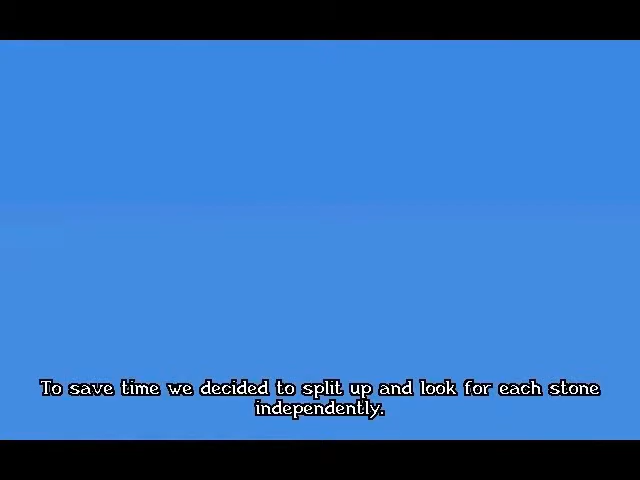 To save time we decided to split up and look for each stone
independently.